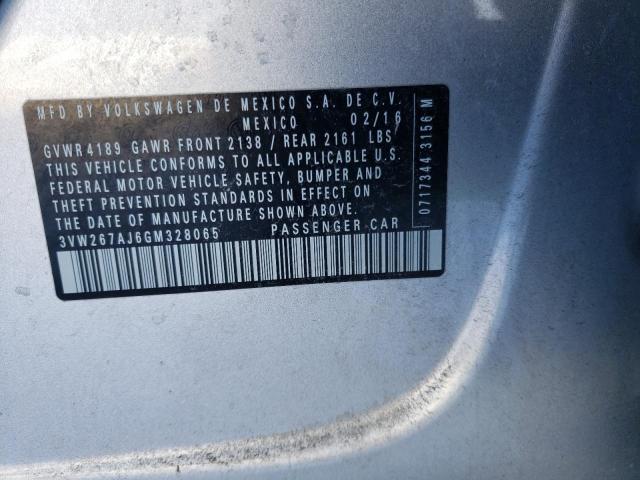 MFD BY VOLKSWAGEN DE MEXICO S.A. DE C.V.
MEXICO 02/16
GVWR 4189 GAWR FRONT 2138 / REAR 2161 LBS
THIS VEHICLE CONFORMS TO ALL APPLICABLE U.S.
FEDERAL MOTOR VEHICLE SAFETY, BUMPER AND
THEFT PREVENTION STANDARDS IN EFFECT ON
THE DATE OF MANUFACTURE SHOWN ABOVE.
3VW267AJ6GM328065 PASSENGER CAR
0717344 3156 M